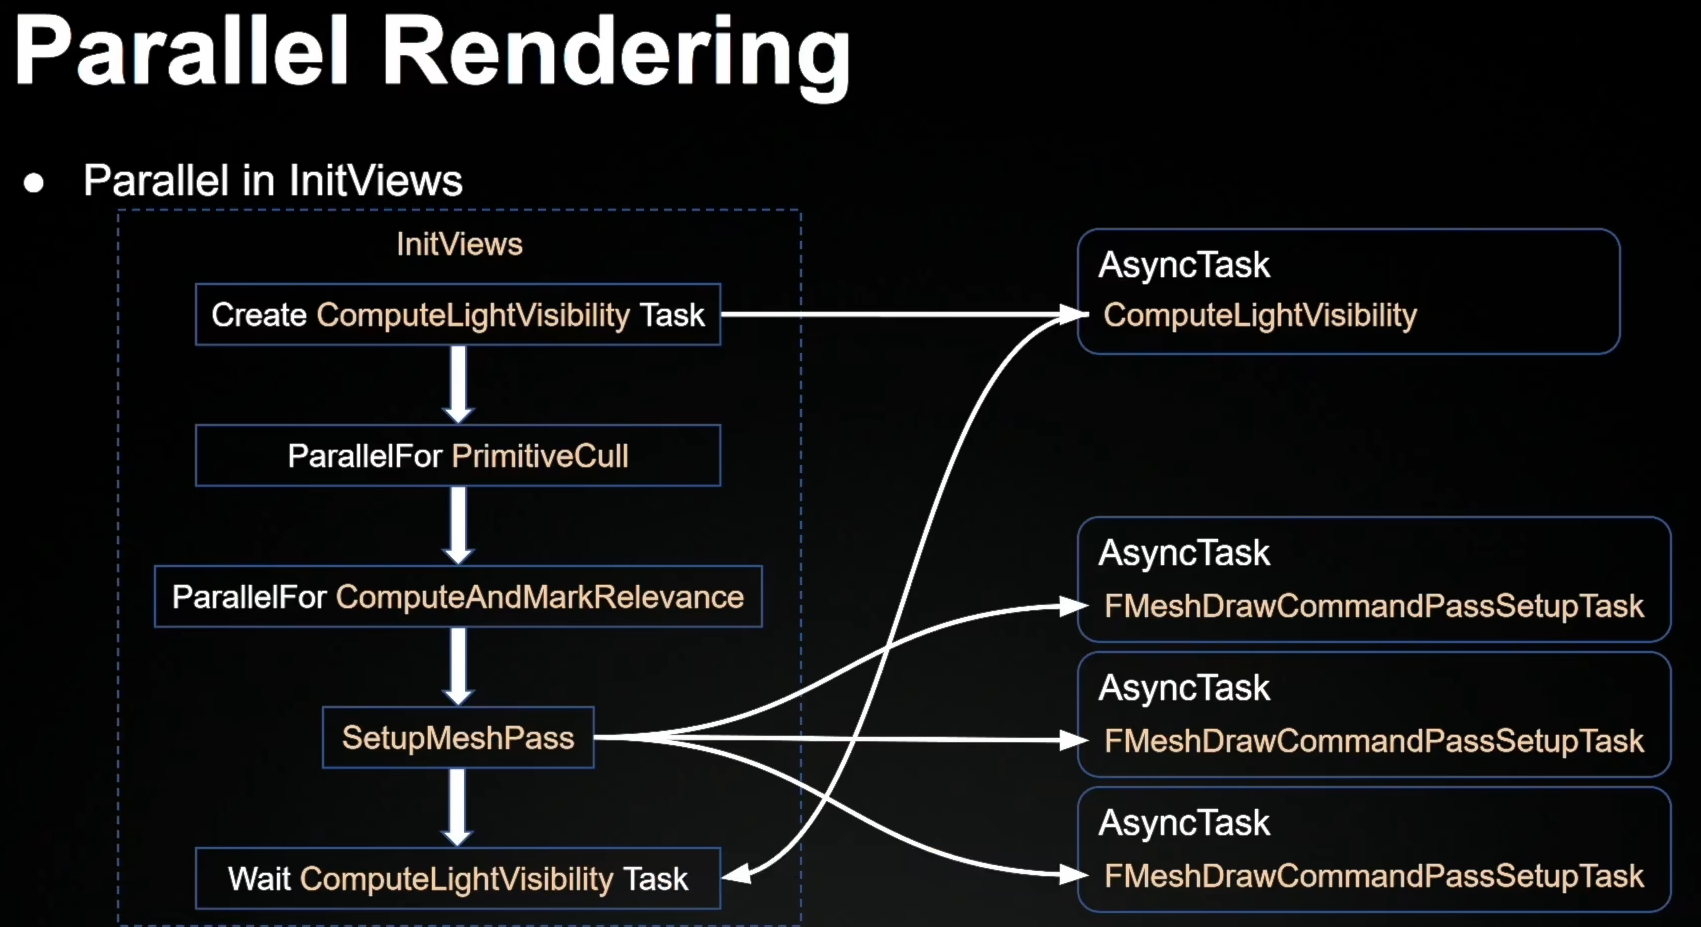 Parallel Rendering
● Parallel in InitViews
InitViews
Create ComputeLightVisibility Task
ParallelFor PrimitiveCull
ParallelFor ComputeAndMarkRelevance
SetupMeshPass
Wait ComputeLightVisibility Task
AsyncTask
ComputeLightVisibility
AsyncTask
FMeshDrawCommandPassSetupTask
AsyncTask
FMeshDrawCommandPassSetupTask
AsyncTask
FMeshDrawCommandPassSetupTask